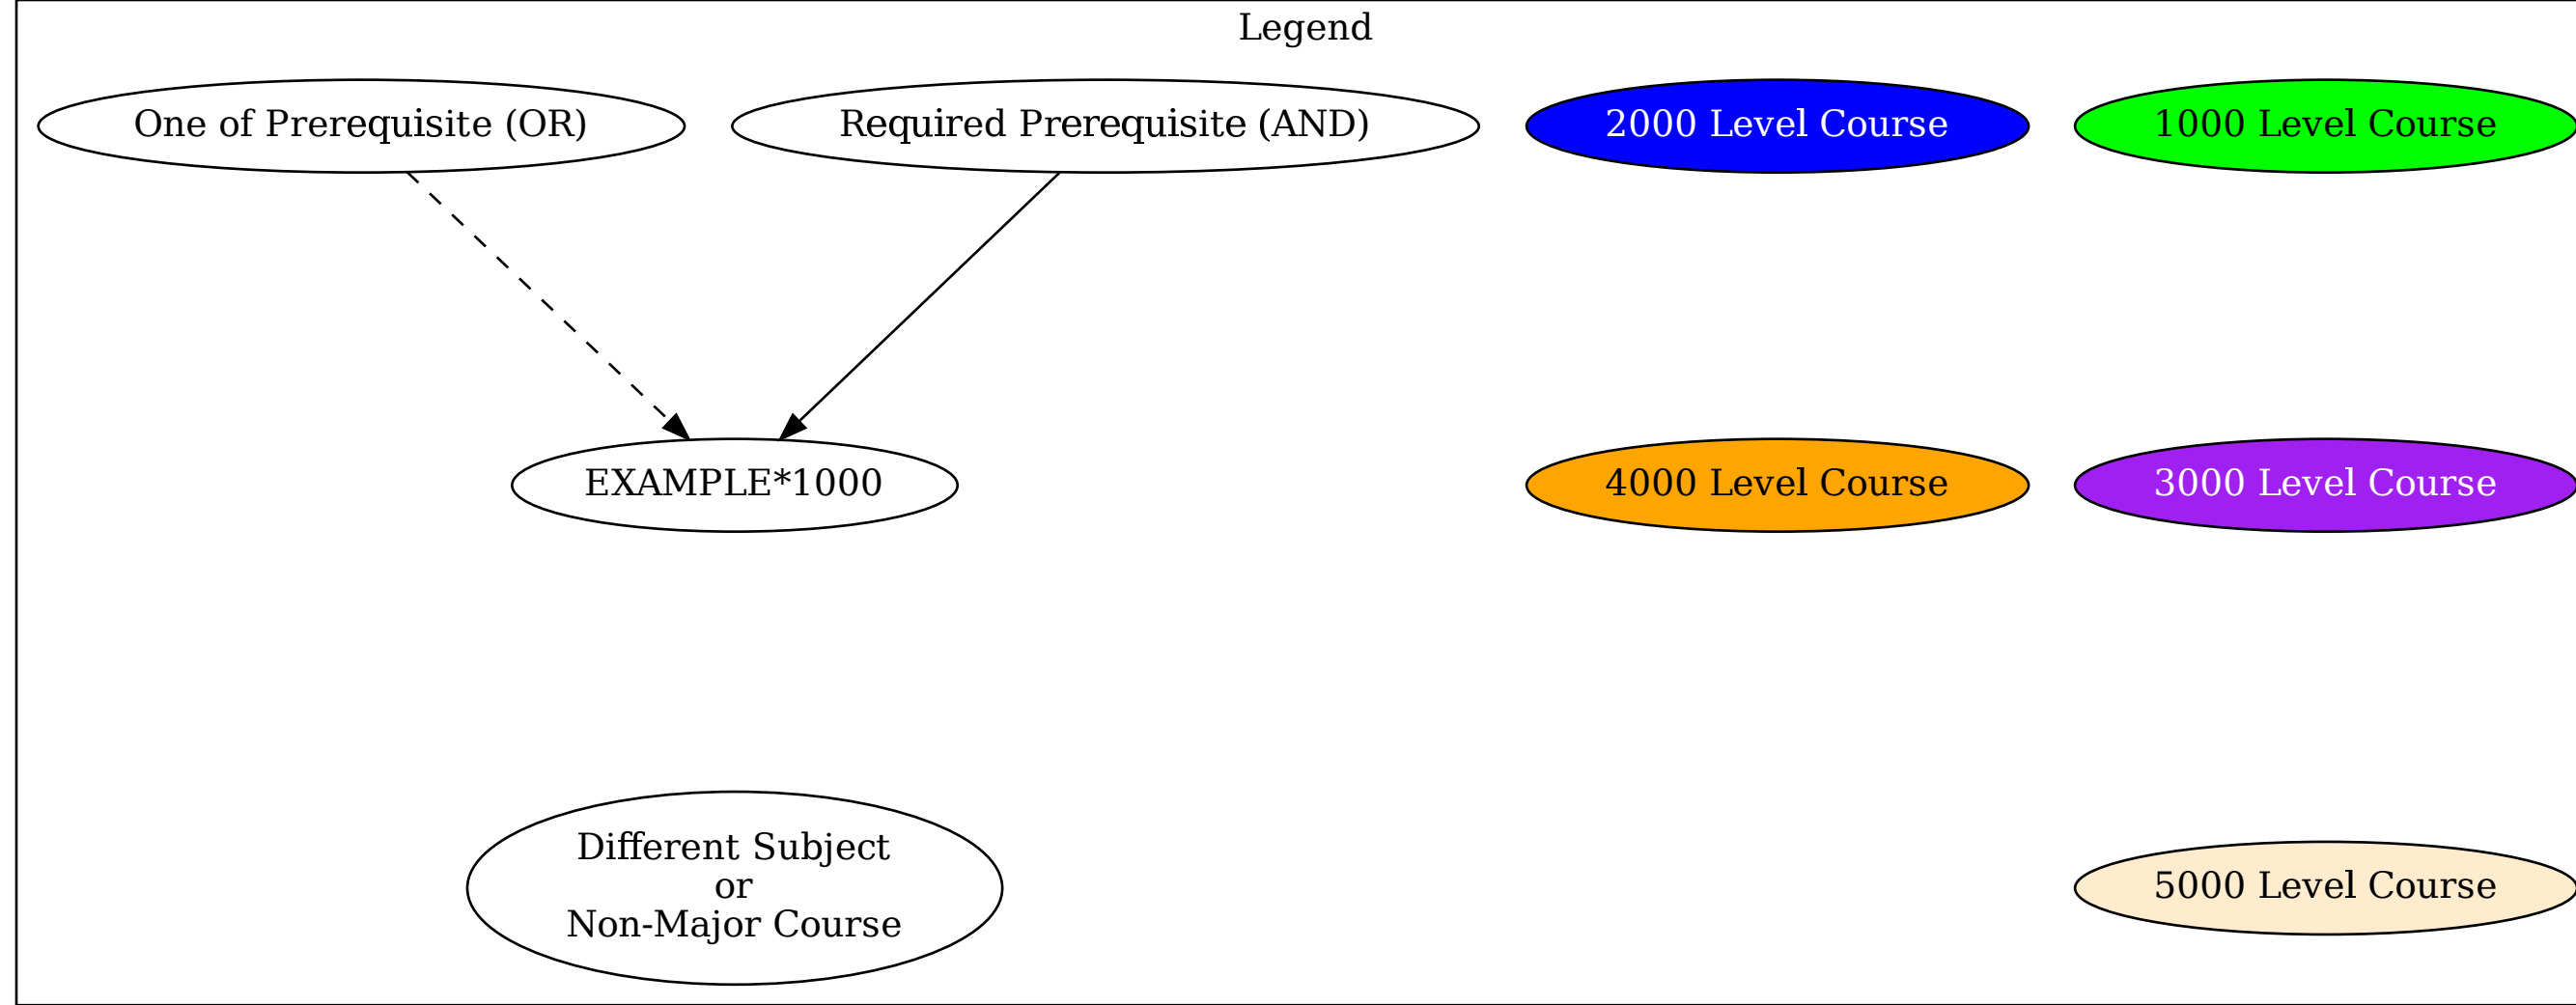 Legend
One of Prerequisite (OR)
Required Prerequisite (AND)
2000 Level Course
1000 Level Course
EXAMPLE*1000
4000 Level Course
3000 Level Course
Different Subject
or
Non-Major Course
5000 Level Course